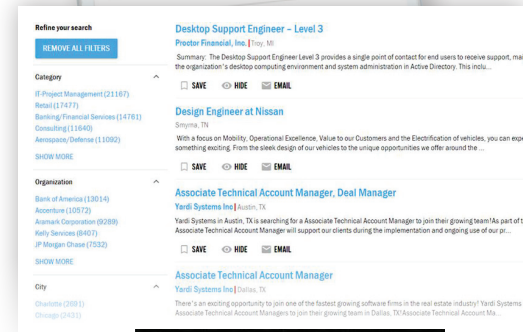 Refine your search
REMOVE ALL FILTERS
Category
IT-Project Management (21167)
Retail (17477)
Banking/Financial Services (14761)
Consulting (11640)
Aerospace/Defense (11092)
SHOW MORE
Organization
Bank of America (13014)
Accenture (10572)
Aramark Corporation (9289)
Kelly Services (8407)
JP Morgan Chase (7532)
SHOW MORE
City
Charlotte (2691)
Chicago (2431)
Desktop Support Engineer – Level 3
Proctor Financial, Inc. | Troy, MI
Summary: The Desktop Support Engineer Level 3 provides a single point of contact for end users to receive support, mai
the organization's desktop computing environment and system administration in Active Directory. This inclu...
SAVE HIDE EMAIL
Design Engineer at Nissan
Smyrna, TN
With a focus on Mobility, Operational Excellence, Value to our Customers and the Electrification of vehicles, you can expe
something exciting. From the sleek design of our vehicles to the unique opportunities we offer around the ...
SAVE HIDE EMAIL
Associate Technical Account Manager, Deal Manager
Yardi Systems Inc | Austin, TX
Yardi Systems in Austin, TX is searching for a Associate Technical Account Manager to join their growing team!As part of t
Associate Technical Account Manager will support our clients during the implementation and ongoing use of our pr...
SAVE HIDE EMAIL
Associate Technical Account Manager
Yardi Systems Inc | Dallas, TX
There's an exciting opportunity to join one of the fastest growing software firms in the real estate industry! Yardi Systems
Associate Technical Account Managers to join their growing team in Dallas, TX!Associate Technical Account Ma...